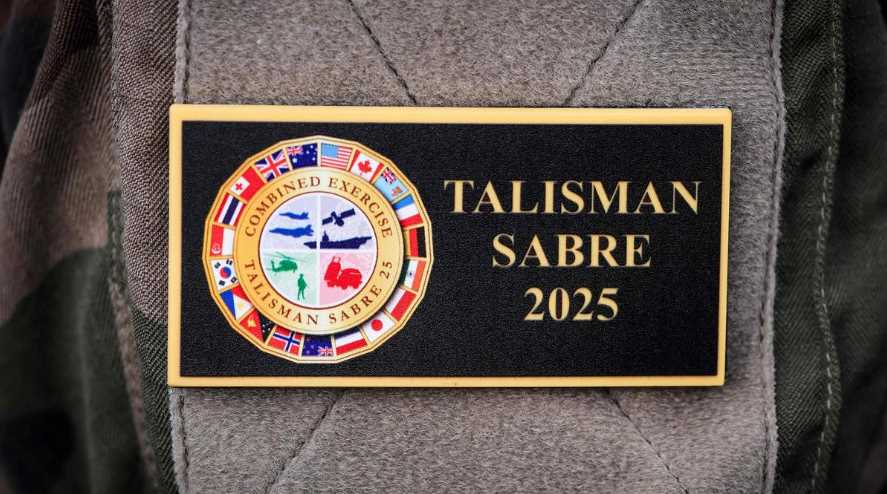 COMBINED EXERCISE
TALISMAN SABRE 25
TALISMAN
SABRE
2025